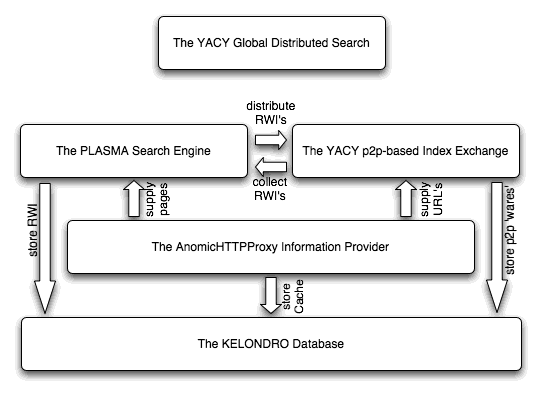 The YACY Global Distributed Search
distribute
RWI's
The PLASMA Search Engine
The YACY p2p-based Index Exchange
collect
RWI's
store RWI
supply
pages
supply
URL's
store p2p 'wares'
The AnomicHTTPProxy Information Provider
store
Cache
The KELONDRO Database